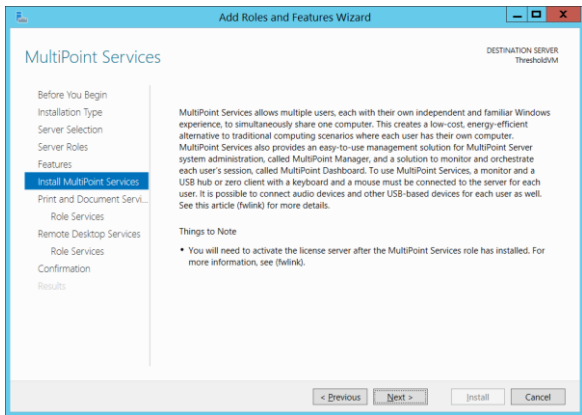 Add Roles and Features Wizard
MultiPoint Services
DESTINATION SERVER
ThresholdVM
Before You Begin
Installation Type
Server Selection
Server Roles
Features
Install MultiPoint Services
Print and Document Servi...
Role Services
Remote Desktop Services
Role Services
Confirmation
Results
MultiPoint Services allows multiple users, each with their own independent and familiar Windows
experience, to simultaneously share one computer. This creates a low-cost, energy-efficient
alternative to traditional computing scenarios where each user has their own computer.
MultiPoint Services also provides an easy-to-use management solution for MultiPoint Server
system administration, called MultiPoint Manager, and a solution to monitor and orchestrate
each user's session, called MultiPoint Dashboard. To use MultiPoint Services, a monitor and a
USB hub or zero client with a keyboard and a mouse must be connected to the server for each
user. It is possible to connect audio devices and other USB-based devices for each user as well.
See this article (fwlink) for more details.
Things to Note
• You will need to activate the license server after the MultiPoint Services role has installed. For
more information, see (fwlink).
< Previous
Next >
Install
Cancel